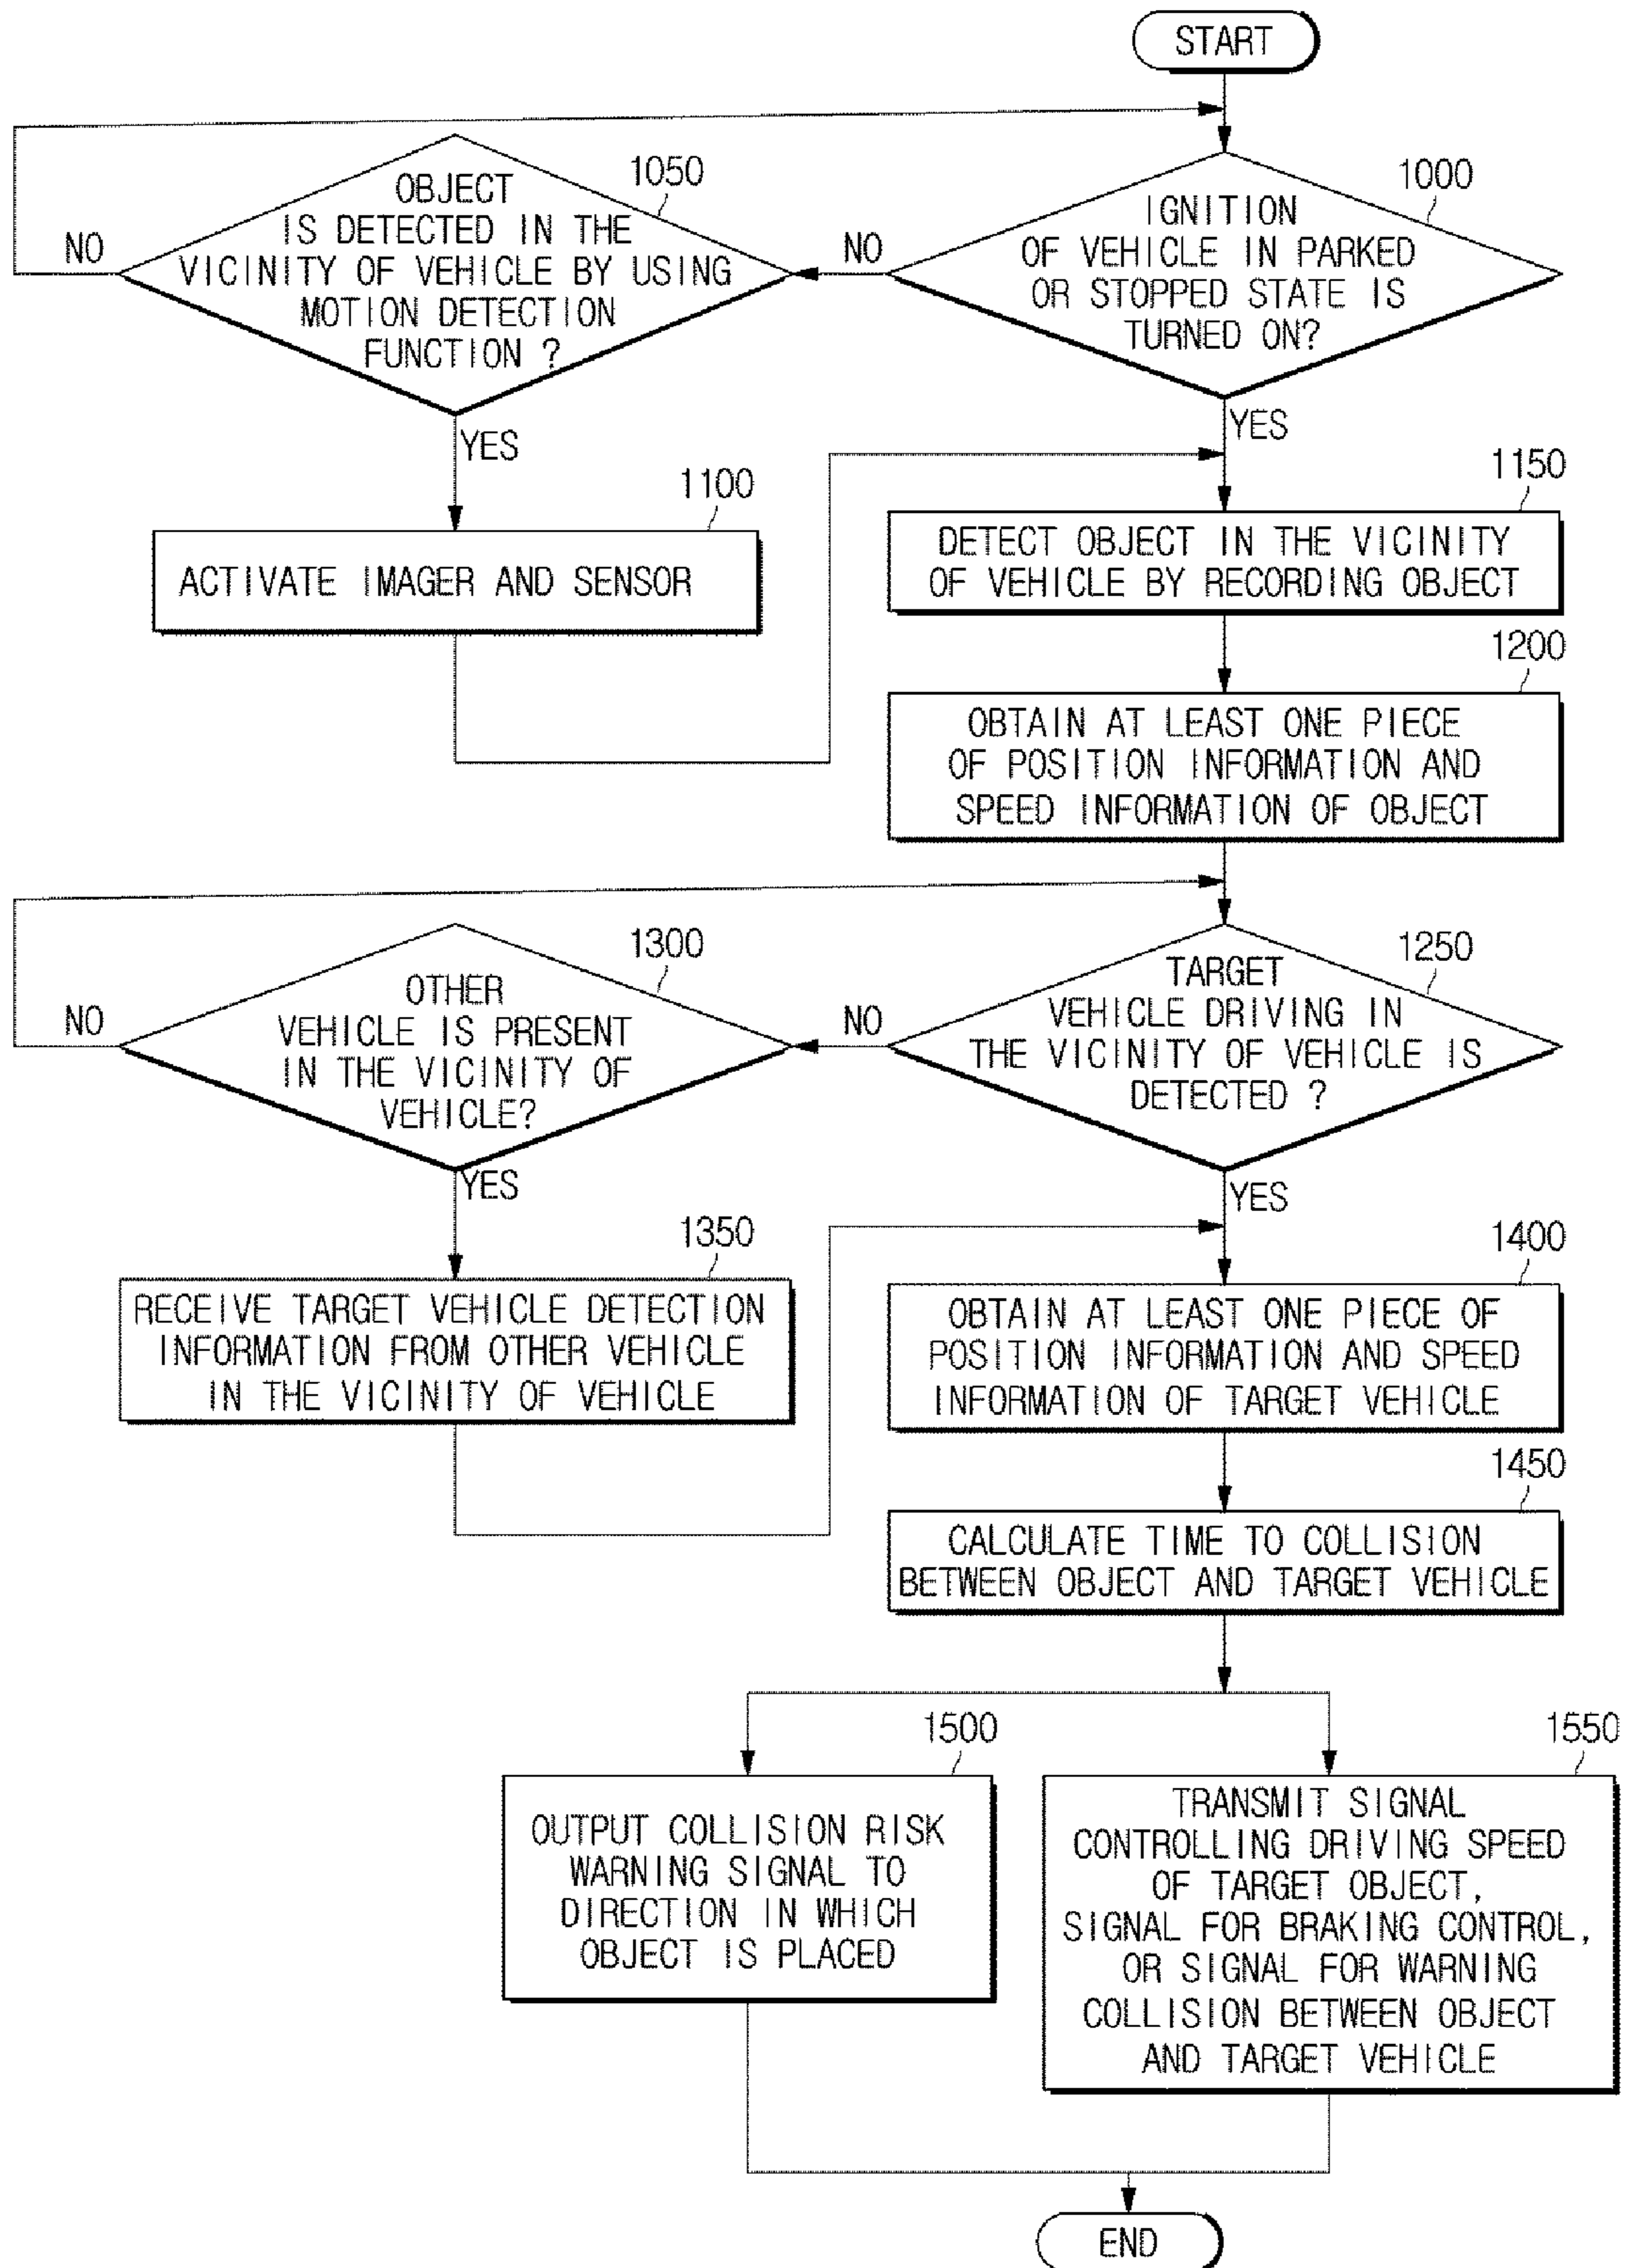 START
1050
OBJECT
IS DETECTED IN THE
VICINITY OF VEHICLE BY USING
MOTION DETECTION
FUNCTION ?
NO
YES
1000
IGNITION
OF VEHICLE IN PARKED
OR STOPPED STATE IS
TURNED ON?
NO
YES
1100
ACTIVATE IMAGER AND SENSOR
1150
DETECT OBJECT IN THE VICINITY
OF VEHICLE BY RECORDING OBJECT
1200
OBTAIN AT LEAST ONE PIECE
OF POSITION INFORMATION AND
SPEED INFORMATION OF OBJECT
1300
OTHER
VEHICLE IS PRESENT
IN THE VICINITY OF
VEHICLE?
NO
YES
1250
TARGET
VEHICLE DRIVING IN
THE VICINITY OF VEHICLE IS
DETECTED ?
NO
YES
1350
RECEIVE TARGET VEHICLE DETECTION
INFORMATION FROM OTHER VEHICLE
IN THE VICINITY OF VEHICLE
1400
OBTAIN AT LEAST ONE PIECE OF
POSITION INFORMATION AND SPEED
INFORMATION OF TARGET VEHICLE
1450
CALCULATE TIME TO COLLISION
BETWEEN OBJECT AND TARGET VEHICLE
1500
OUTPUT COLLISION RISK
WARNING SIGNAL TO
DIRECTION IN WHICH
OBJECT IS PLACED
1550
TRANSMIT SIGNAL
CONTROLLING DRIVING SPEED
OF TARGET OBJECT,
SIGNAL FOR BRAKING CONTROL,
OR SIGNAL FOR WARNING
COLLISION BETWEEN OBJECT
AND TARGET VEHICLE
END